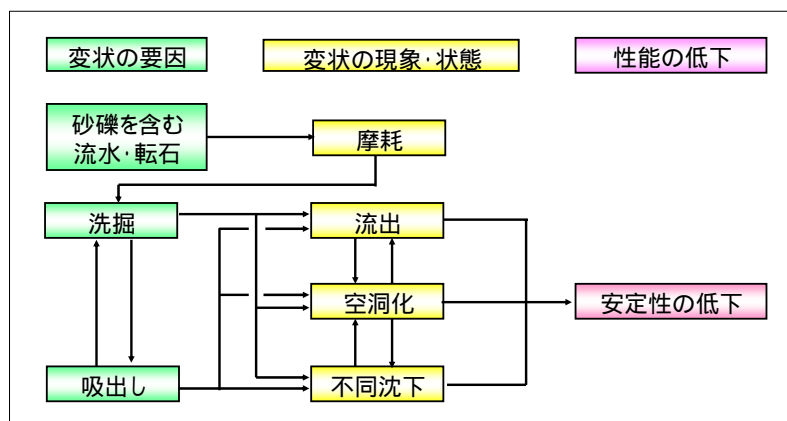 変状の要因
変状の現象・状態
性能の低下
砂礫を含む
流水・転石
摩耗
洗掘
流出
空洞化
安定性の低下
吸出し
不同沈下